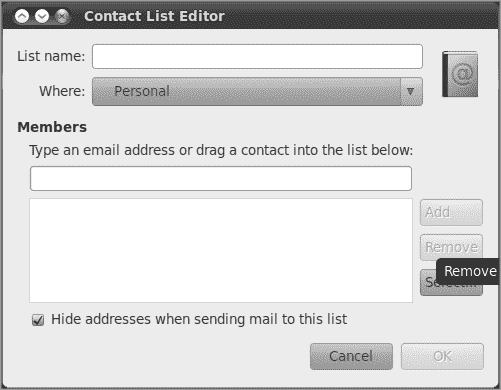 Contact List Editor
List name:
Where: Personal
Members
Type an email address or drag a contact into the list below:
Add
Remove
Remove
Select...
Hide addresses when sending mail to this list
Cancel OK